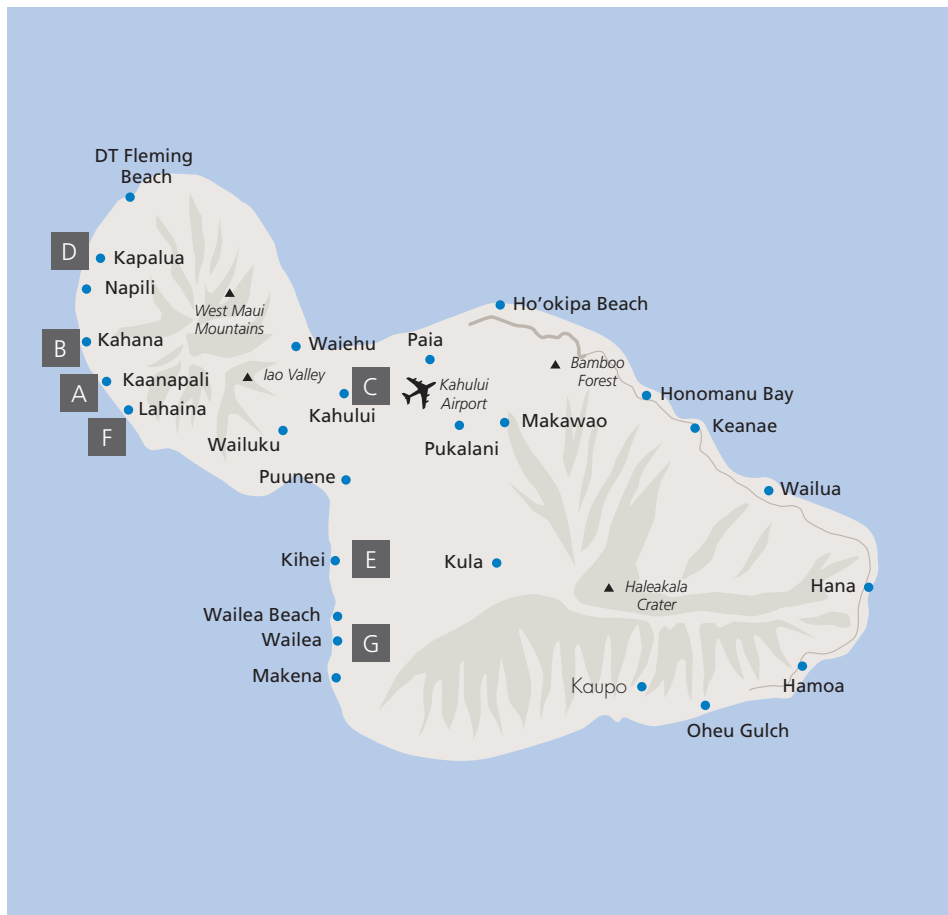 DT Fleming
Beach
D
Kapalua
Napili
West Maui
Mountains
Ho'okipa Beach
B
Kahana
Waiehu
Paia
Bamboo
Forest
A
Kaanapali
Iao Valley
C
Kahului
Airport
Honomanu Bay
Lahaina
Kahului
Makawao
Keanae
F
Wailuku
Pukalani
Puunene
Wailua
Kihei
E
Kula
Haleakala
Crater
Hana
Wailea Beach
Wailea
G
Makena
Kaupo
Hamoa
Oheu Gulch